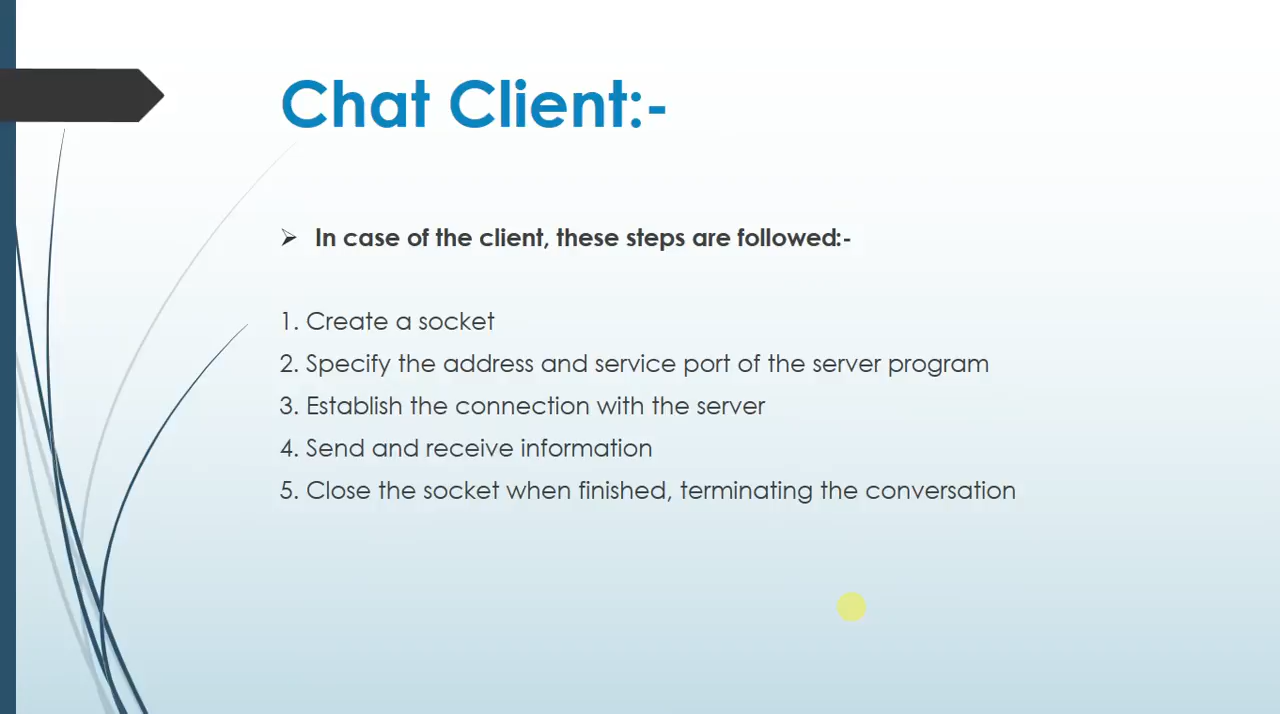 Chat Client:-
➢ In case of the client, these steps are followed:-
1. Create a socket
2. Specify the address and service port of the server program
3. Establish the connection with the server
4. Send and receive information
5. Close the socket when finished, terminating the conversation